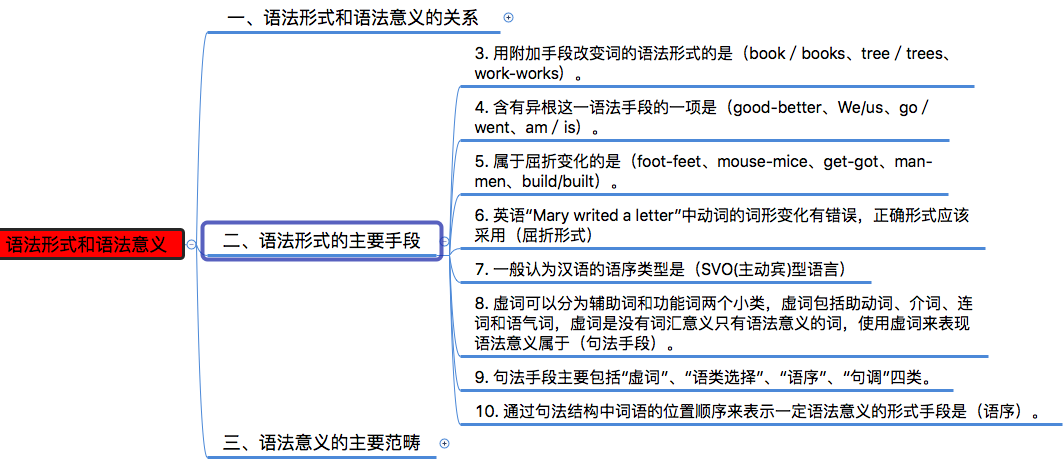 一、语法形式和语法意义的关系
3. 用附加手段改变词的语法形式的是（book / books、tree / trees、
work-works）。
4. 含有异根这一语法手段的一项是（good-better、We/us、go /
went、am / is）。
5. 属于屈折变化的是（foot-feet、mouse-mice、get-got、man-
men、build/built）。
语法形式和语法意义
二、语法形式的主要手段
6. 英语“Mary writed a letter”中动词的词形变化有错误，正确形式应该
采用（屈折形式）
7. 一般认为汉语的语序类型是（SVO(主动宾)型语言）
8. 虚词可以分为辅助词和功能词两个小类，虚词包括助动词、介词、连
词和语气词，虚词是没有词汇意义只有语法意义的词，使用虚词来表现
语法意义属于（句法手段）。
9. 句法手段主要包括“虚词”、“语类选择”、“语序”、“句调”四类。
10. 通过句法结构中词语的位置顺序来表示一定语法意义的形式手段是（语序）。
三、语法意义的主要范畴